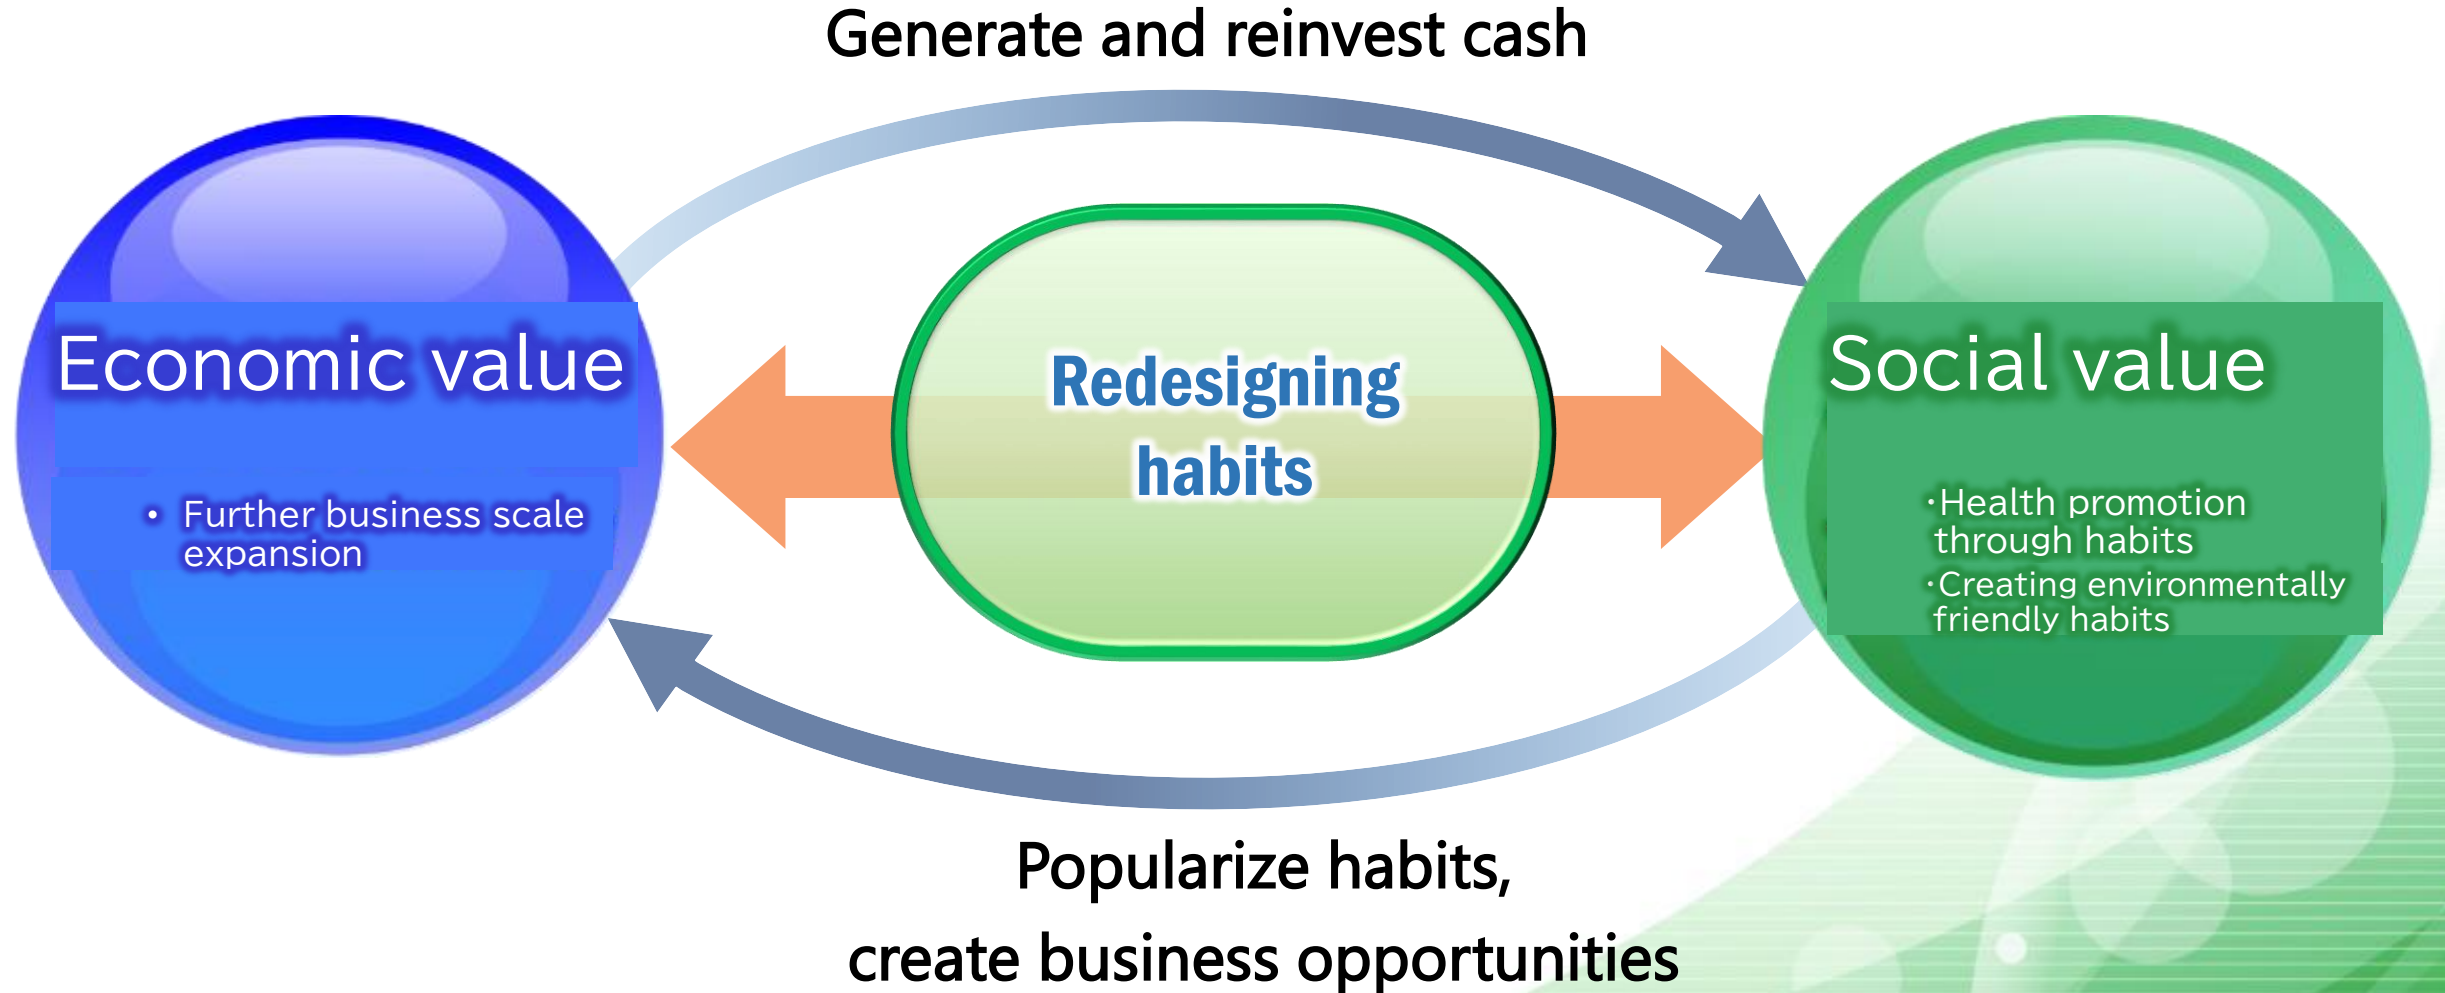 Generate and reinvest cash
Economic value
• Further business scale
expansion
Redesigning
habits
Social value
・Health promotion
through habits
・Creating environmentally
friendly habits
Popularize habits,
create business opportunities